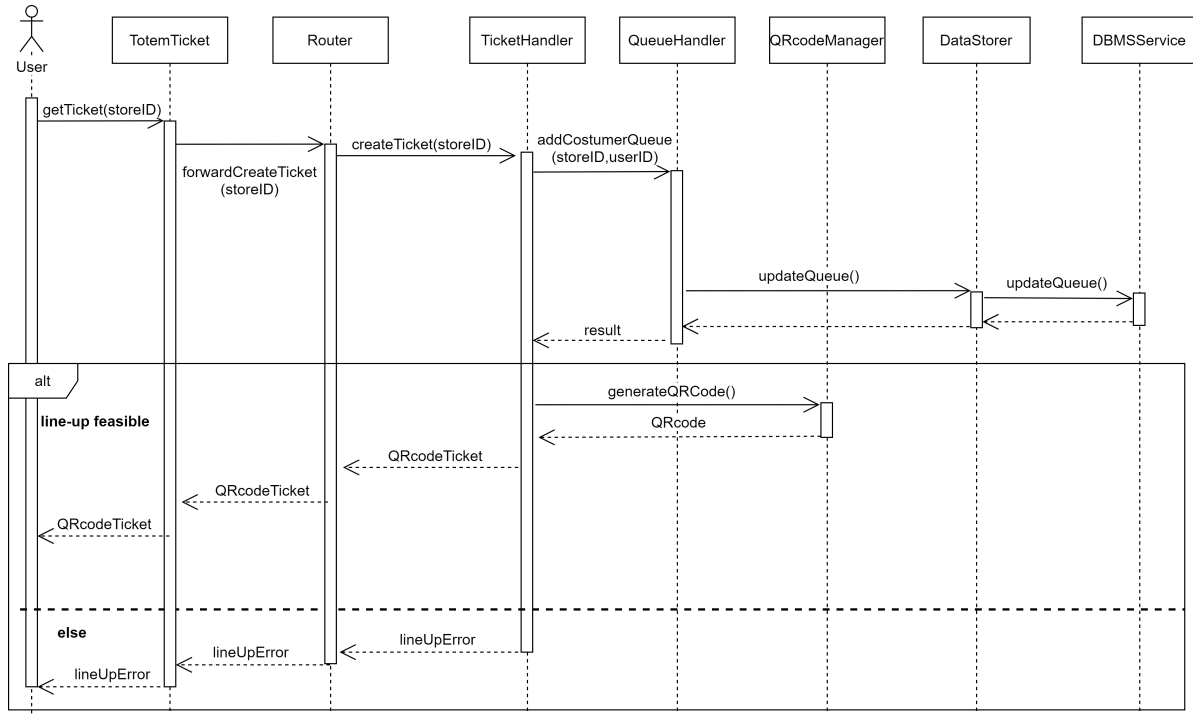 User
TotemTicket
Router
TicketHandler
QueueHandler
QRcodeManager
DataStorer
DBMSService
getTicket(storeID)
forwardCreateTicket
(storeID)
createTicket(storeID)
addCostumerQueue
(storeID,userID)
updateQueue()
updateQueue()
result
alt
line-up feasible
generateQRCode()
QRcode
QRcodeTicket
QRcodeTicket
QRcodeTicket
else
lineUpError
lineUpError
lineUpError